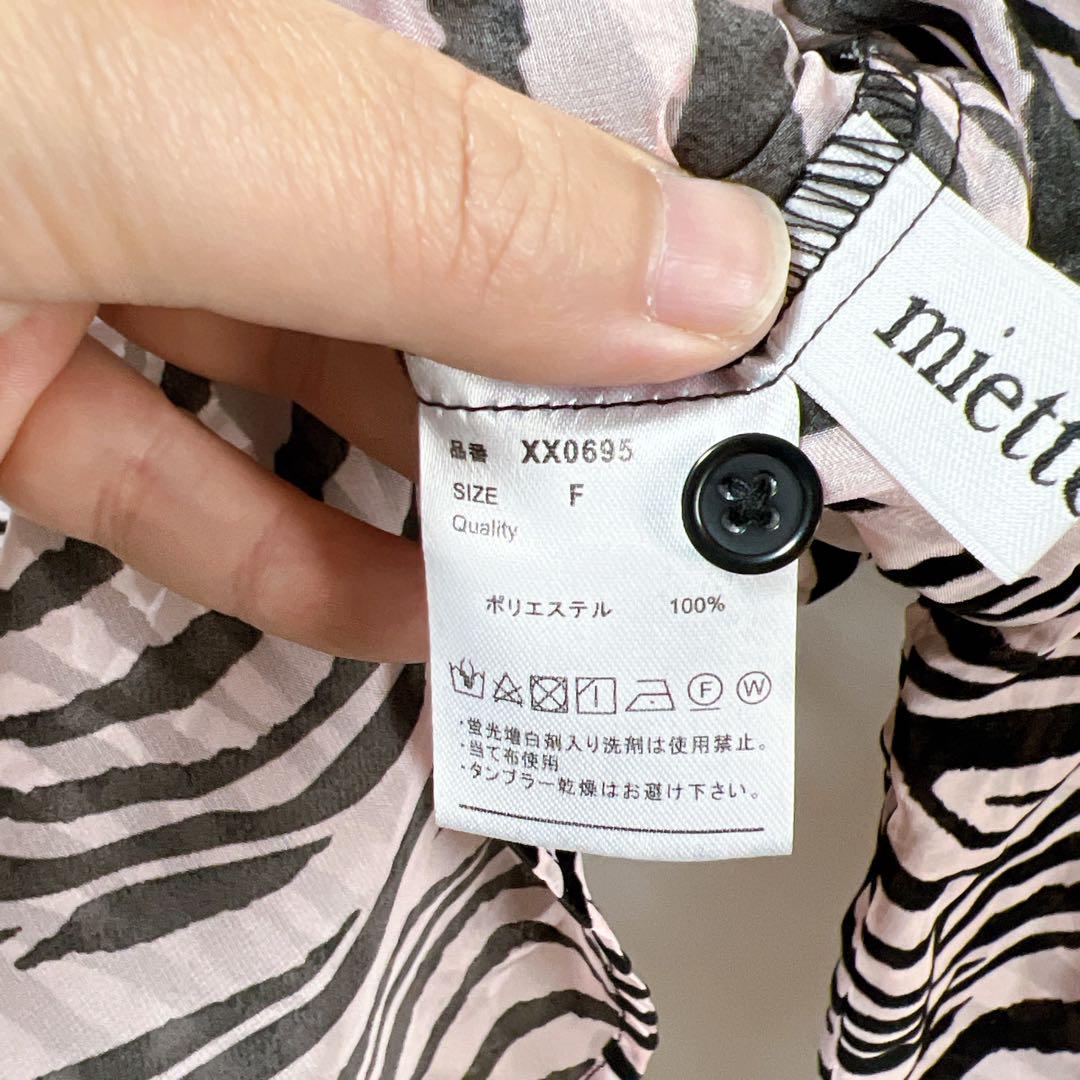 品番 XX0695
SIZE F
Quality
ポリエステル 100%
F W
・蛍光増白剤入り洗剤は使用禁止。
・当て布使用
・タンブラー乾燥はお避け下さい。
miette